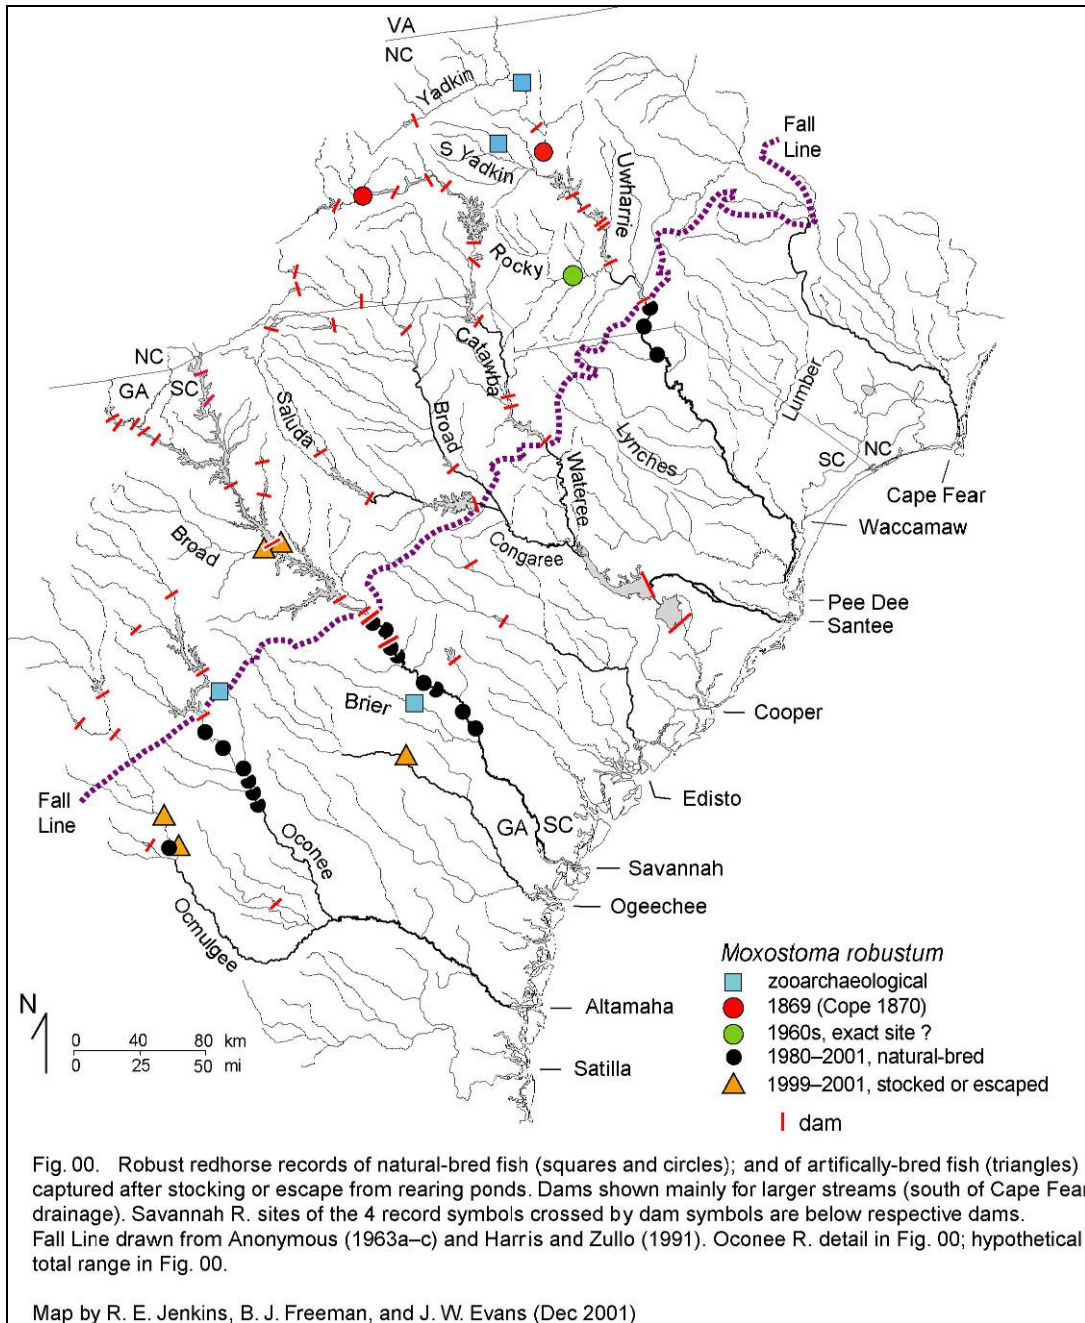 VA
NC
Yadkin
S Yadkin
Uwharrie
Fall
Line
Rocky
Catawba
NC
GA
SC
Saluda
Broad
Lynches
Lumber
SC
NC
Wateree
Cape Fear
Waccamaw
Broad
Congaree
Pee Dee
Santee
Brier
Cooper
Edisto
Fall
Line
Oconee
GA
SC
Savannah
Ogeechee
Ocmulgee
Altamaha
Satilla
N
0 40 80 km
0 25 50 mi
Moxostoma robustum
zooarchaeological
1869 (Cope 1870)
1960s, exact site ?
1980–2001, natural-bred
1999–2001, stocked or escaped
dam
Fig. 00. Robust redhorse records of natural-bred fish (squares and circles); and of artifically-bred fish (triangles)
captured after stocking or escape from rearing ponds. Dams shown mainly for larger streams (south of Cape Fear
drainage). Savannah R. sites of the 4 record symbols crossed by dam symbols are below respective dams.
Fall Line drawn from Anonymous (1963a–c) and Harris and Zullo (1991). Oconee R. detail in Fig. 00; hypothetical
total range in Fig. 00.
Map by R. E. Jenkins, B. J. Freeman, and J. W. Evans (Dec 2001)